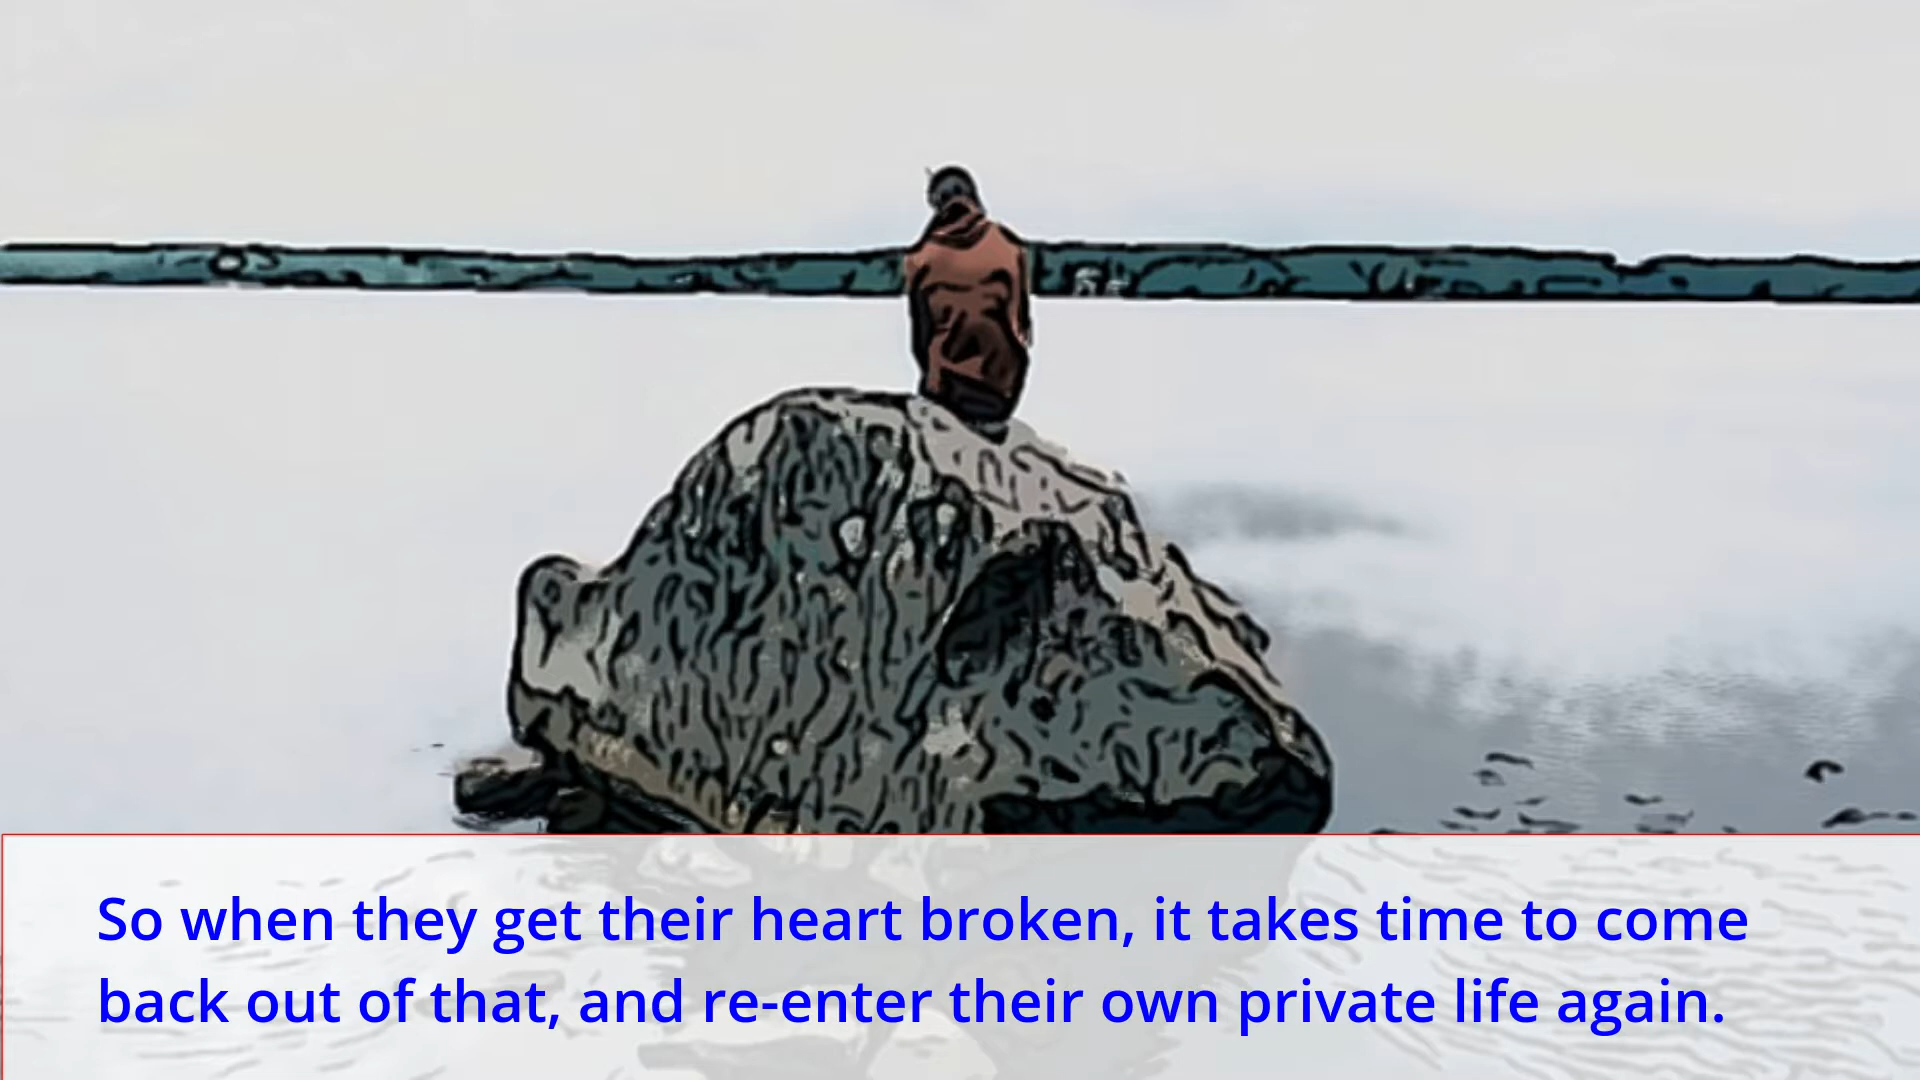 So when they get their heart broken, it takes time to come
back out of that, and re-enter their own private life again.